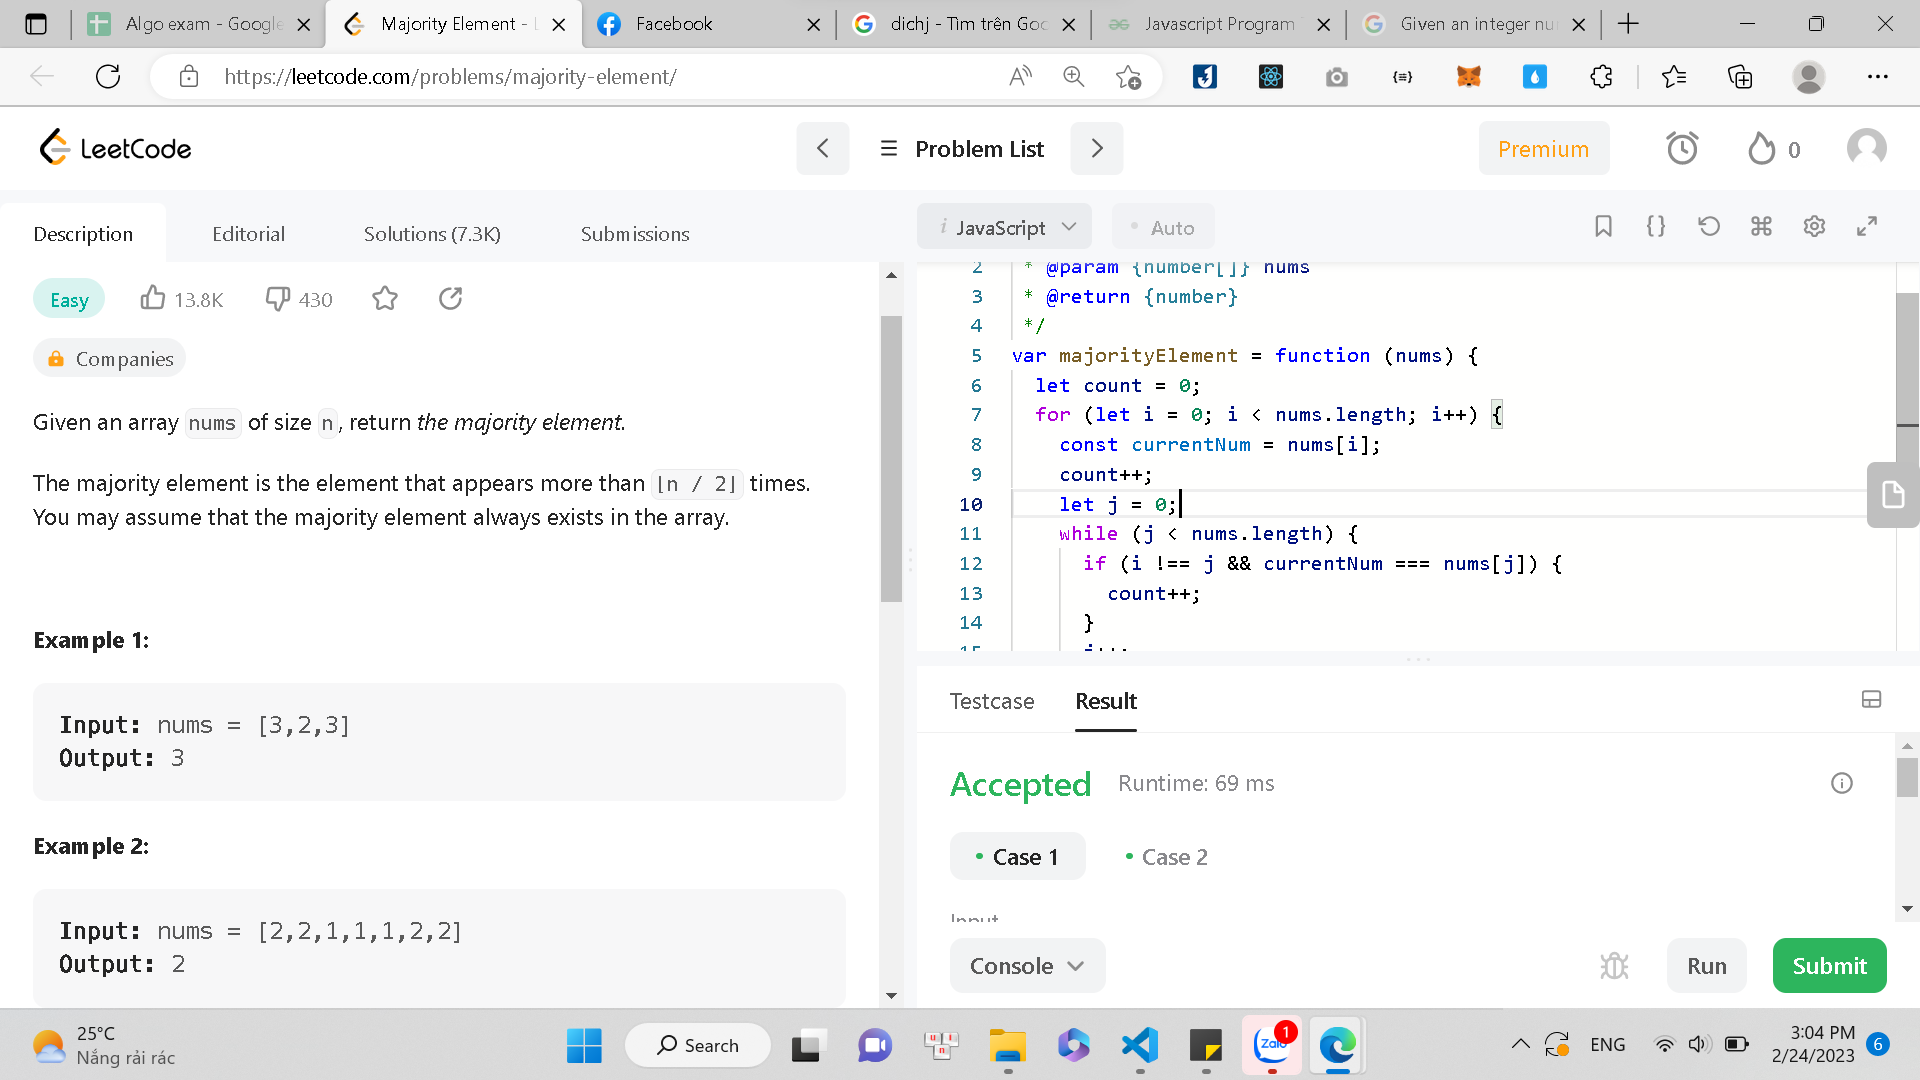 Algo exam - Google
Majority Element - L
Facebook
dichj - Tìm trên Goo
Javascript Program
Given an integer nu
https://leetcode.com/problems/majority-element/
LeetCode
Problem List
Premium
0
Description
Editorial
Solutions (7.3K)
Submissions
Easy
13.8K
430
Companies
Given an array nums of size n, return the majority element.
The majority element is the element that appears more than ⌊n / 2⌋ times.
You may assume that the majority element always exists in the array.
Example 1:
Input: nums = [3,2,3]
Output: 3
Example 2:
Input: nums = [2,2,1,1,1,2,2]
Output: 2
i JavaScript
Auto
2 * @param {number[]} nums
3 * @return {number}
4 */
5 var majorityElement = function (nums) {
6 let count = 0;
7 for (let i = 0; i < nums.length; i++) {
8 const currentNum = nums[i];
9 count++;
10 let j = 0;
11 while (j < nums.length) {
12 if (i !== j && currentNum === nums[j]) {
13 count++;
14 }
15 j++;
Testcase
Result
Accepted
Runtime: 69 ms
Case 1
Case 2
Input
Console
Run
Submit
25°C
Nắng rải rác
Search
u
n
Zalo
1
ENG
3:04 PM
2/24/2023
6